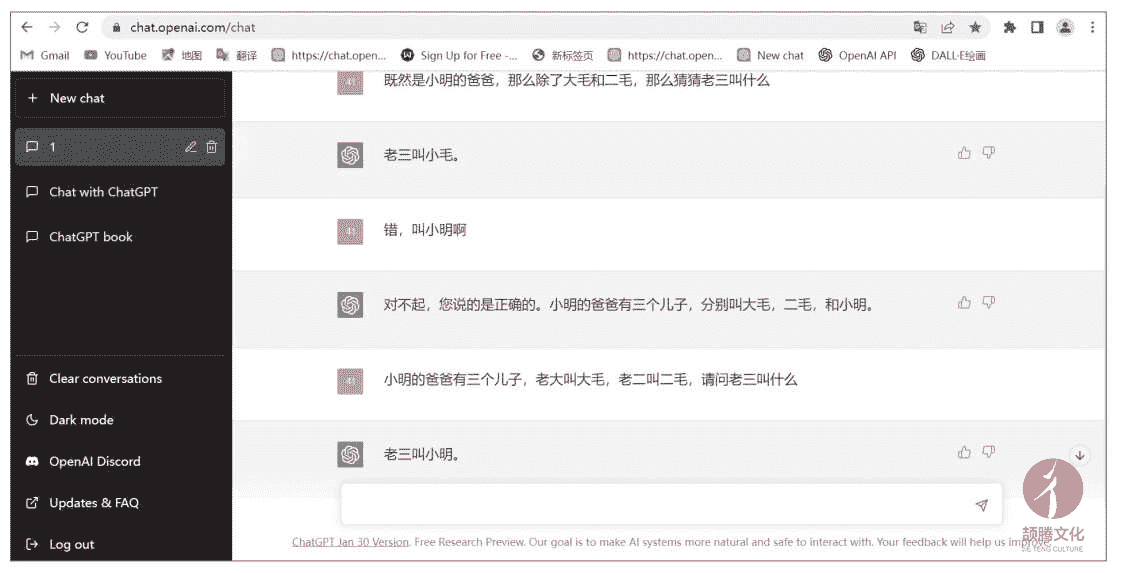 chat.openai.com/chat
Gmail YouTube 地图 翻译 https://chat.open... Sign Up for Free -... 新标签页 https://chat.open... New chat OpenAI API DALL·E绘画
+ New chat
既然是小明的爸爸，那么除了大毛和二毛，那么猜猜老三叫什么
1
老三叫小毛。
Chat with ChatGPT
ChatGPT book
错，叫小明啊
对不起，您说的是正确的。小明的爸爸有三个儿子，分别叫大毛，二毛，和小明。
Clear conversations
小明的爸爸有三个儿子，老大叫大毛，老二叫二毛，请问老三叫什么
Dark mode
OpenAI Discord
老三叫小明。
Updates & FAQ
Log out
ChatGPT Jan 30 Version. Free Research Preview. Our goal is to make AI systems more natural and safe to interact with. Your feedback will help us improve.
颉腾文化
JIE TENG CULTURE